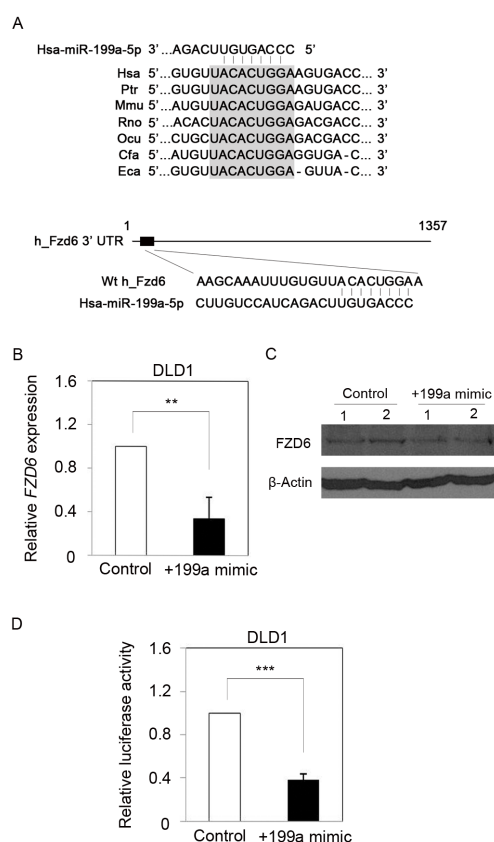 A
Hsa-miR-199a-5p 3' ...AGACUUGUGACCC 5'
Hsa 5'...GUGUUACACUGGAAGUGACC... 3'
Ptr 5'...GUGUUACACUGGAAGUGACC... 3'
Mmu 5'...AUGUUACACUGGAGAUGACC... 3'
Rno 5'...ACACUACACUGGAGACGACC... 3'
Ocu 5'...CUGCUACACUGGAGACGACC... 3'
Cfa 5'...AUGUUACACUGGAGGUGA-C... 3'
Eca 5'...GUGUUACACUGGA-GUUA-C... 3'
1 1357
h_Fzd6 3' UTR
Wt h_Fzd6 AAGCAAAUUUGUGUUACACUGGAA
Hsa-miR-199a-5p CUUGUCCAUCAGACUUGUGACCC
B
DLD1
Relative FZD6 expression
1.6
1.2
0.8
0.4
0
**
Control +199a mimic
C
Control +199a mimic
1 2 1 2
FZD6
β-Actin
D
DLD1
Relative luciferase activity
1.6
1.2
0.8
0.4
0
***
Control +199a mimic